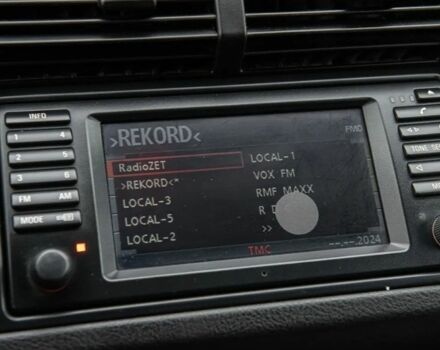 INFO
1 4
2 5
3 6
FM AM
MODE
>REKORD<
FMD
RadioZET
>REKORD<*
LOCAL-3
LOCAL-5
LOCAL-2
LOCAL-1
VOX FM
RMF MAXX
R
>>
TMC
--.--.2024
TONE